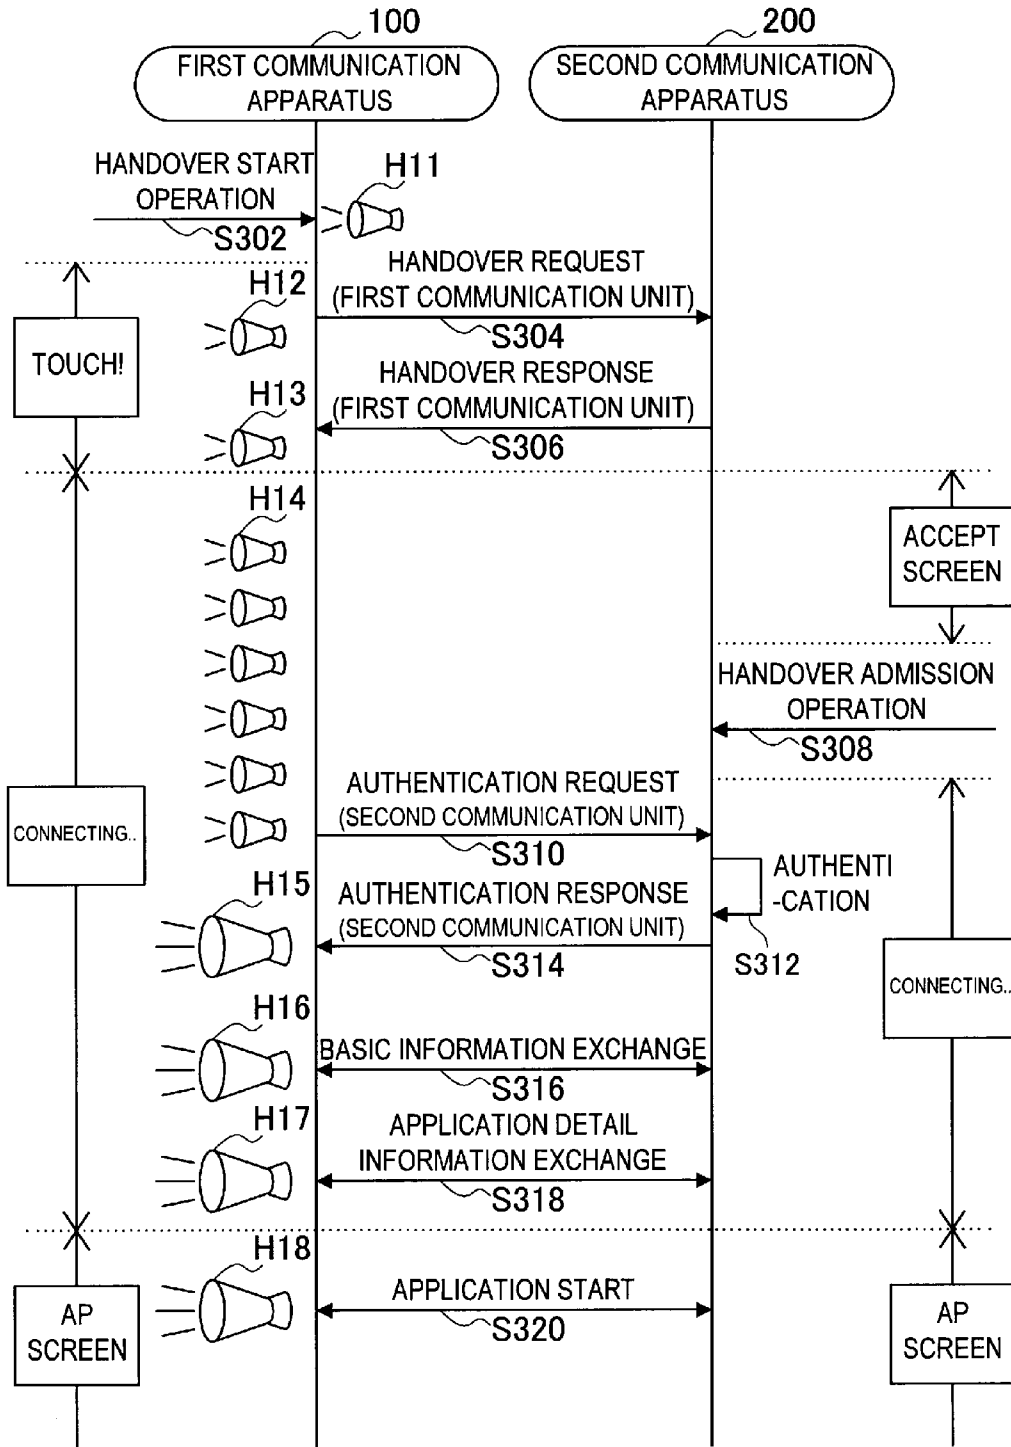 100
200
FIRST COMMUNICATION
APPARATUS
SECOND COMMUNICATION
APPARATUS
HANDOVER START
OPERATION
S302
H11
H12
HANDOVER REQUEST
(FIRST COMMUNICATION UNIT)
S304
TOUCH!
H13
HANDOVER RESPONSE
(FIRST COMMUNICATION UNIT)
S306
H14
ACCEPT
SCREEN
HANDOVER ADMISSION
OPERATION
S308
CONNECTING..
AUTHENTICATION REQUEST
(SECOND COMMUNICATION UNIT)
S310
AUTHENTI
-CATION
S312
H15
AUTHENTICATION RESPONSE
(SECOND COMMUNICATION UNIT)
S314
CONNECTING..
H16
BASIC INFORMATION EXCHANGE
S316
H17
APPLICATION DETAIL
INFORMATION EXCHANGE
S318
H18
APPLICATION START
S320
AP
SCREEN
AP
SCREEN